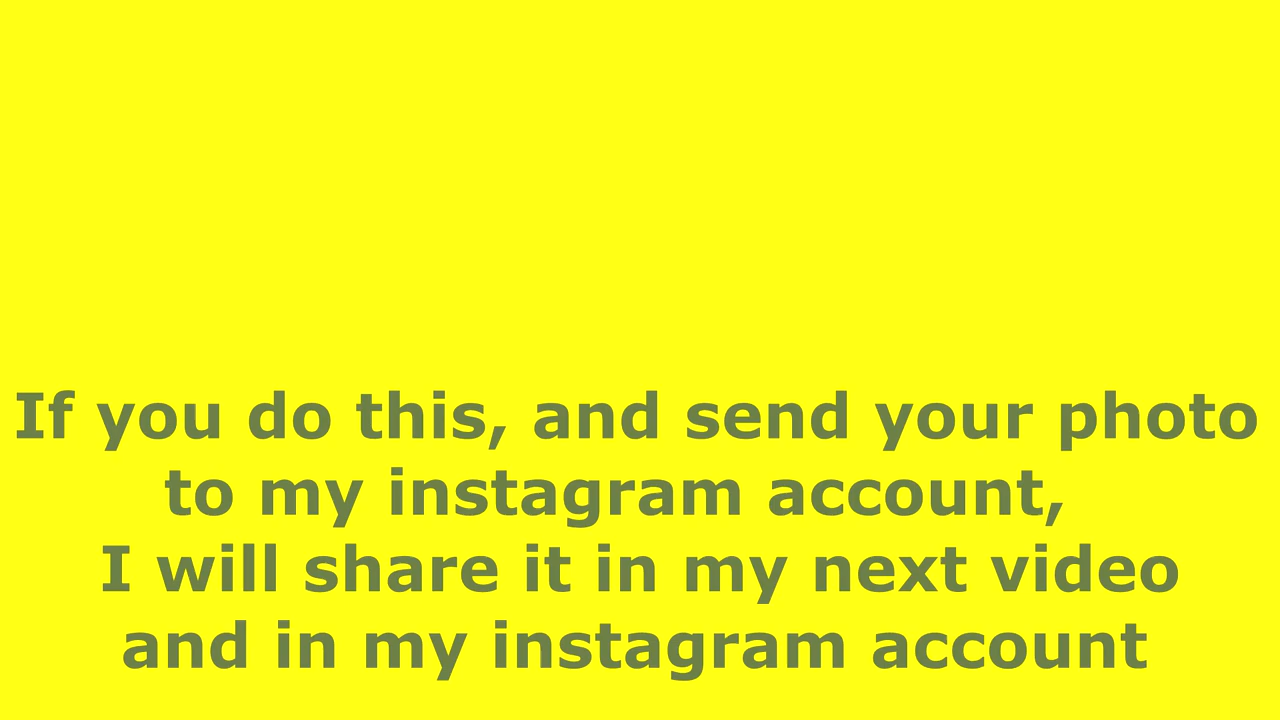 If you do this, and send your photo
to my instagram account,
I will share it in my next video
and in my instagram account